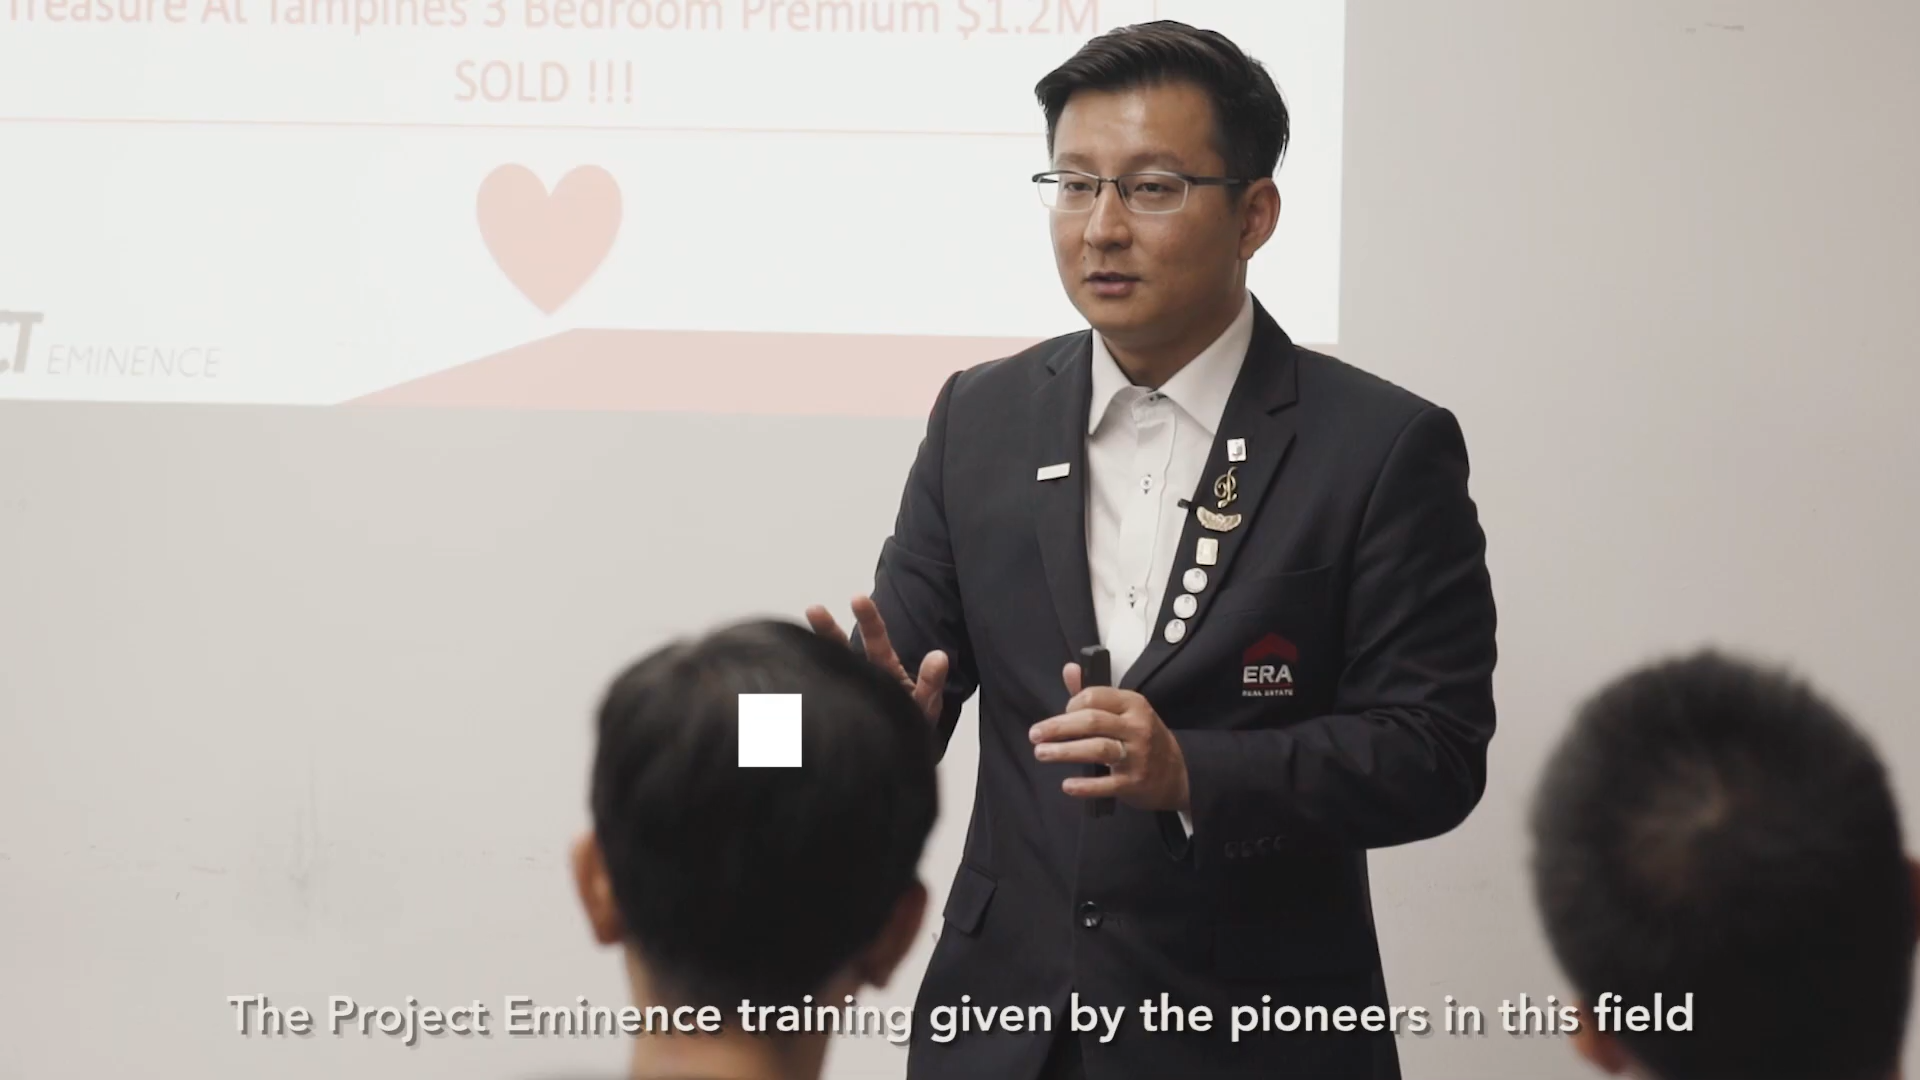 Treasure At Tampines 3 Bedroom Premium $1.2M
SOLD !!!
CT EMINENCE
ERA
REAL ESTATE
The Project Eminence training given by the pioneers in this field